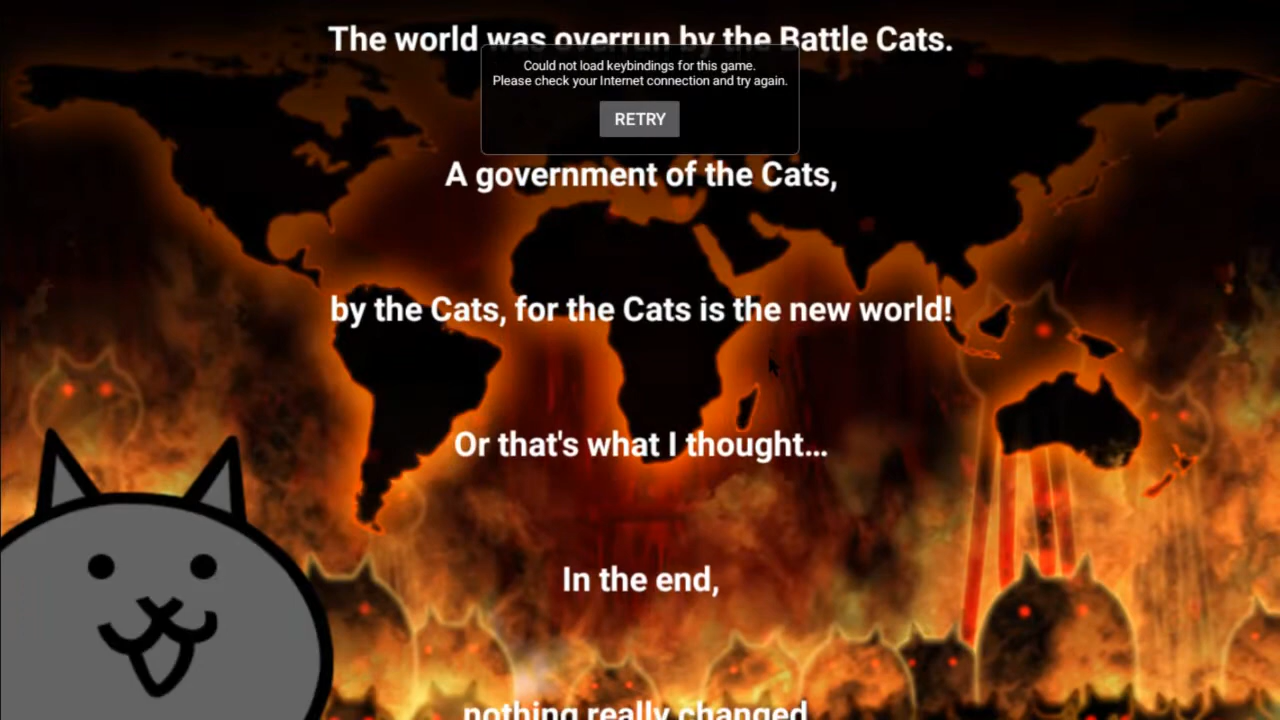 The world was overrun by the Battle Cats.
Could not load keybindings for this game.
Please check your Internet connection and try again.
RETRY
A government of the Cats,
by the Cats, for the Cats is the new world!
Or that's what I thought...
In the end,
nothing really changed